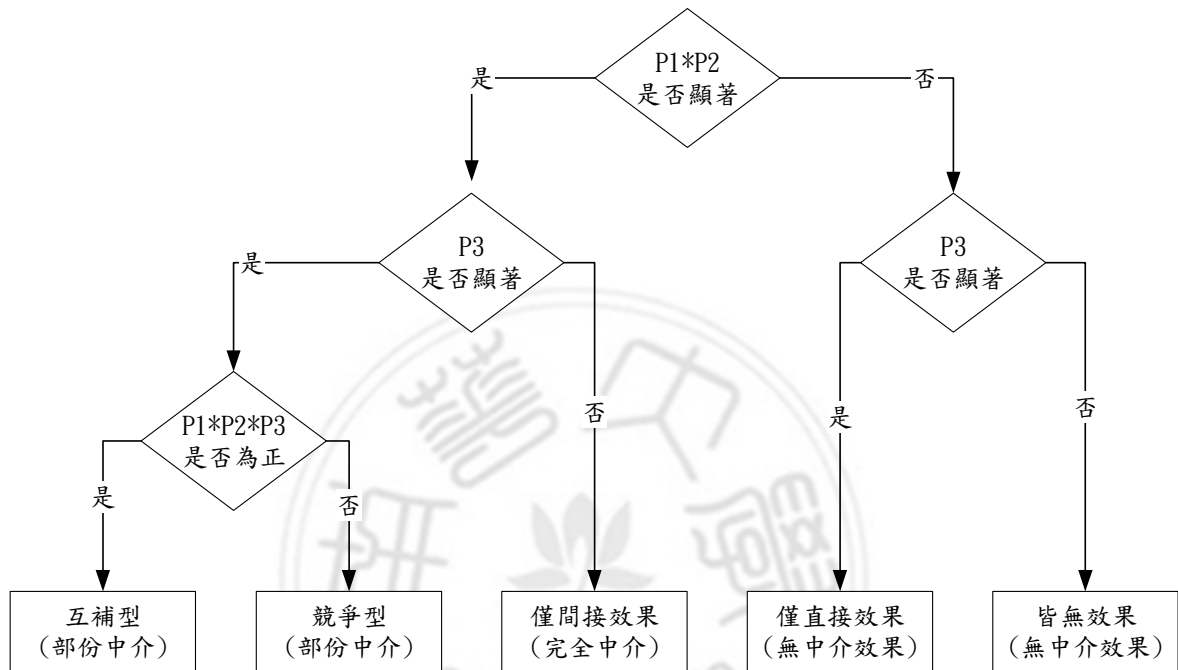 P1*P2
是否顯著
是
否
P3
是否顯著
P3
是否顯著
是
否
是
否
P1*P2*P3
是否為正
是
否
互補型
(部份中介)
競爭型
(部份中介)
僅間接效果
(完全中介)
僅直接效果
(無中介效果)
皆無效果
(無中介效果)